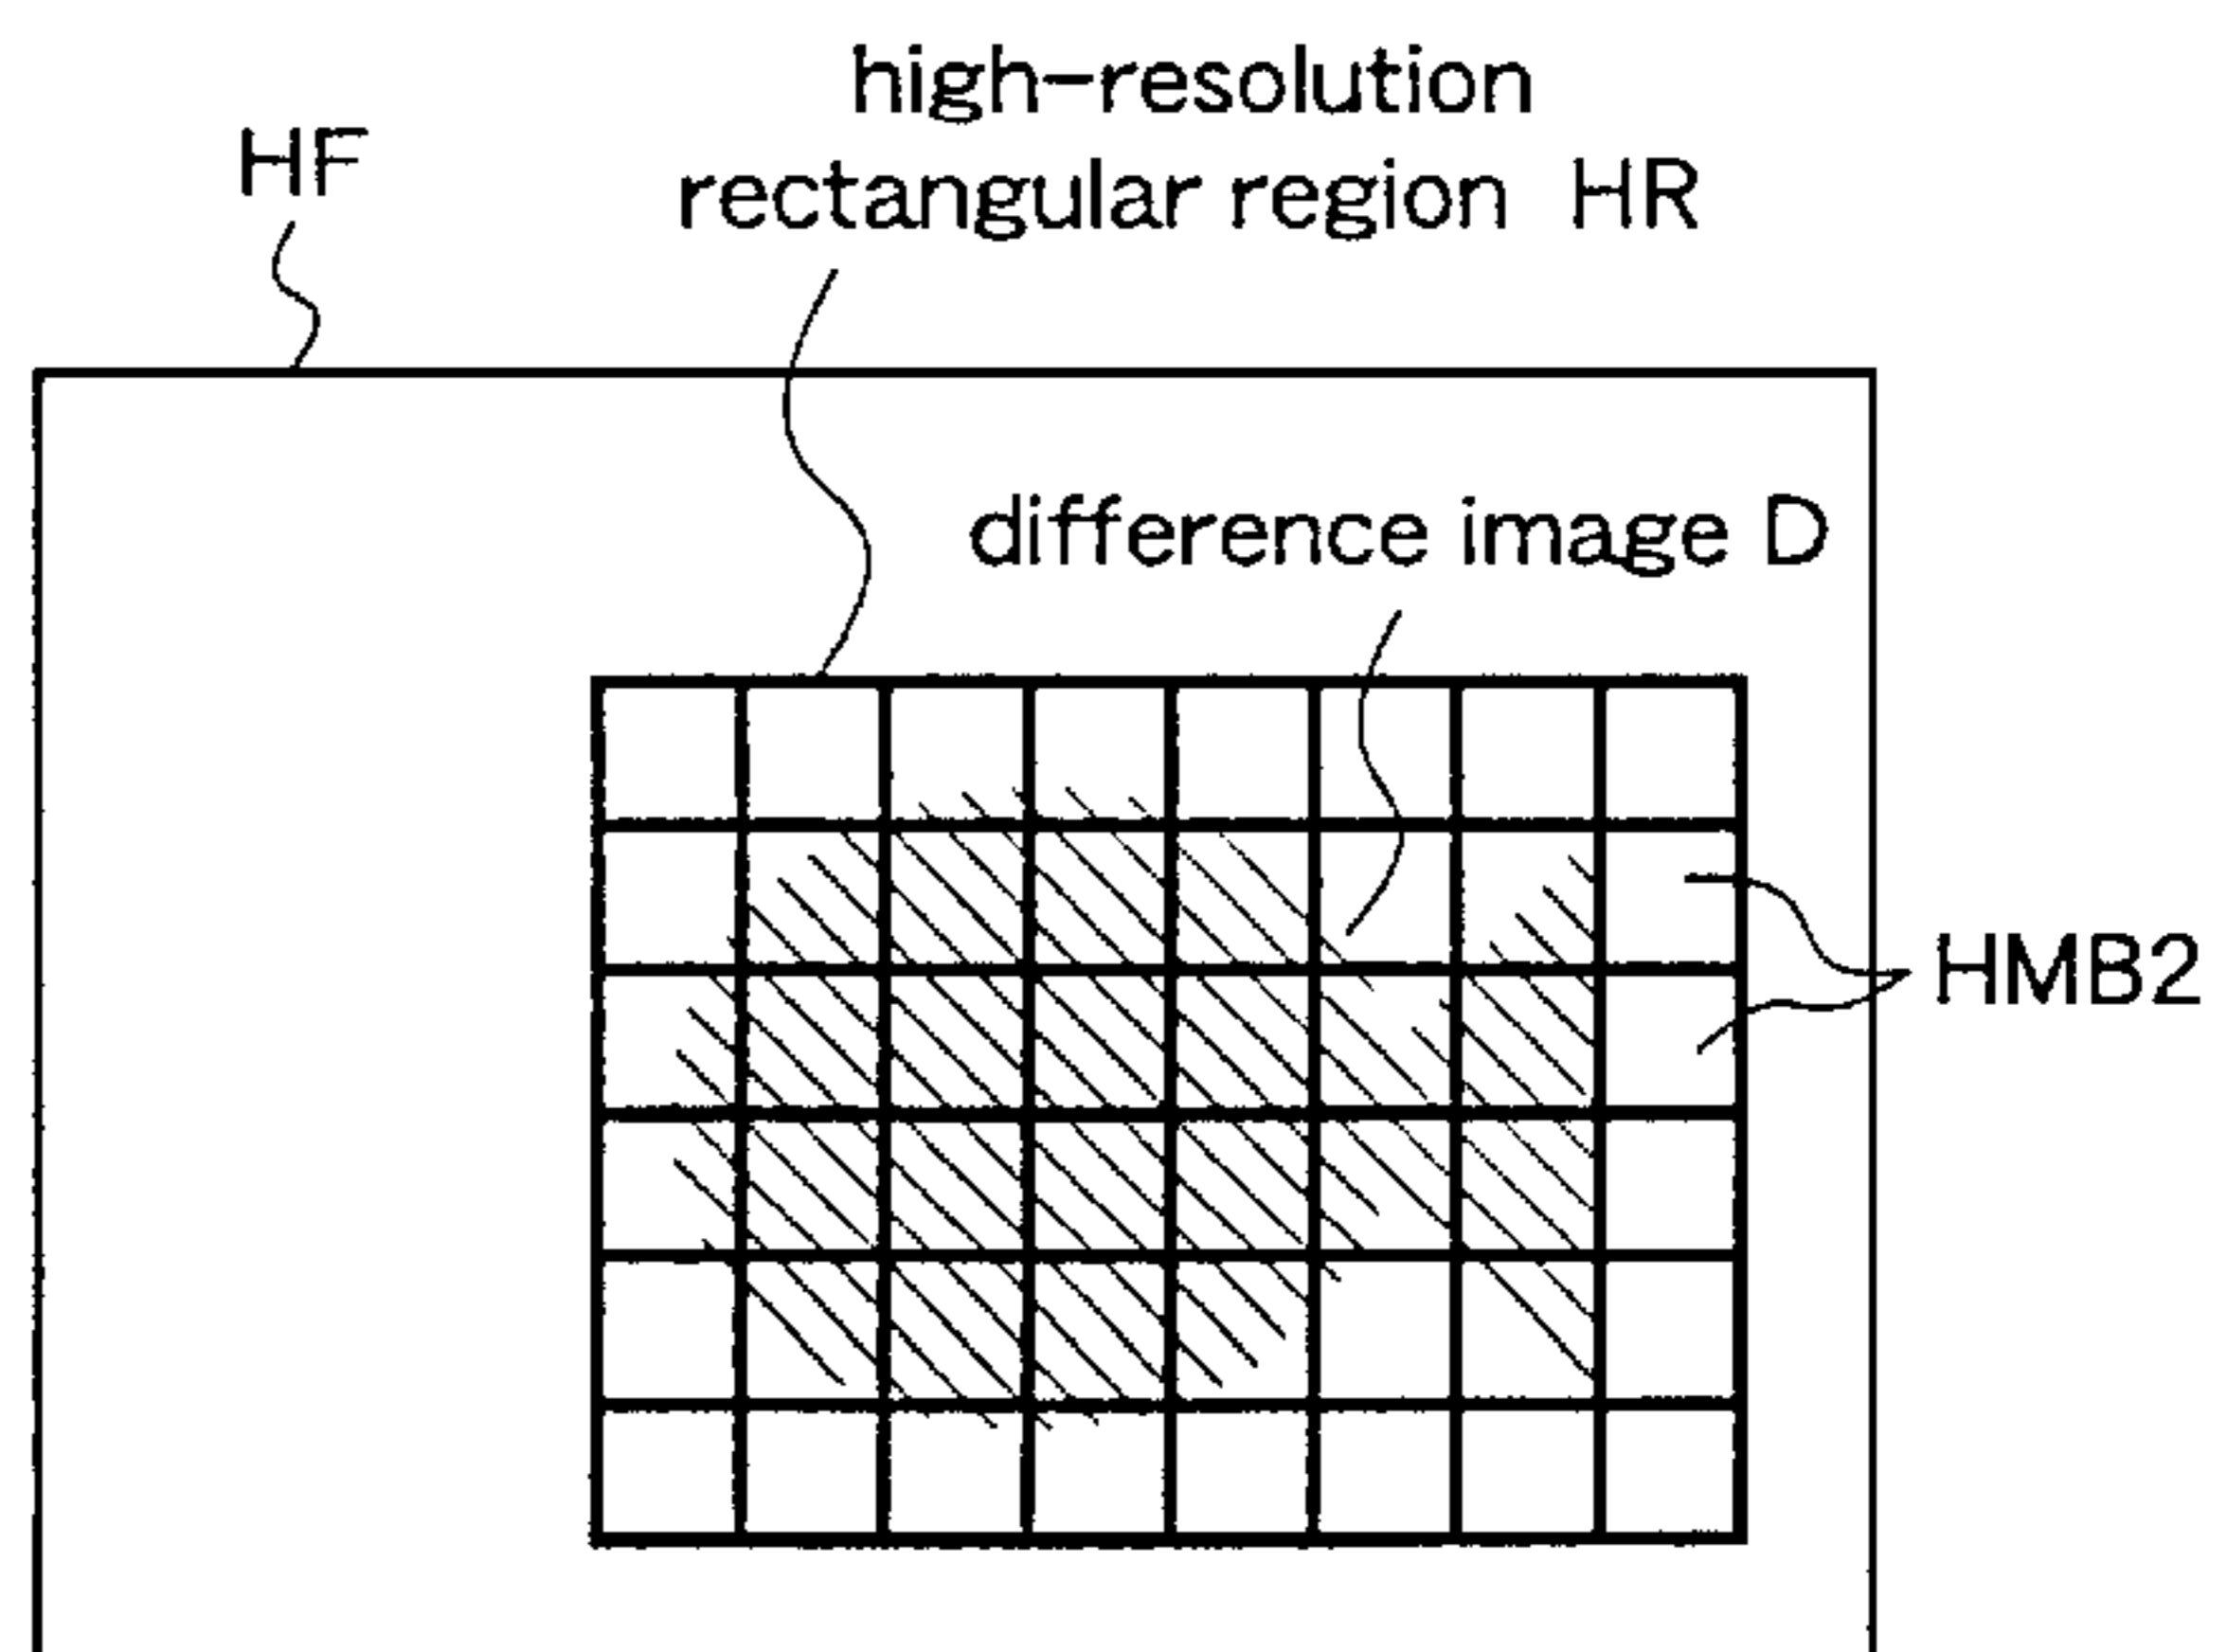 high-resolution
HF
rectangular region HR
difference image D
HMB2